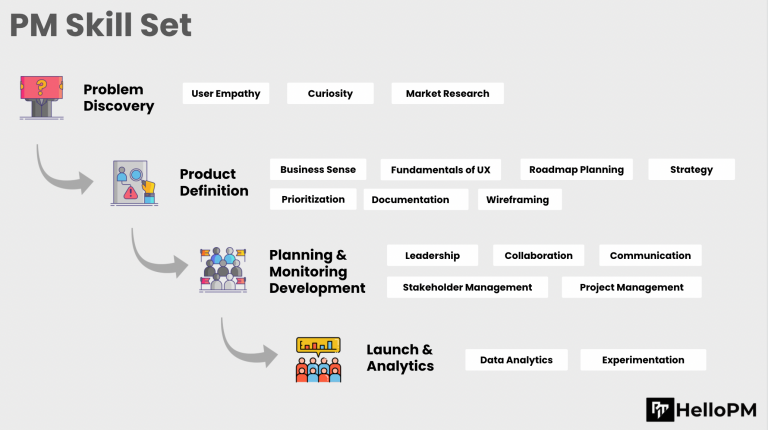 PM Skill Set
?
Problem
Discovery
User Empathy
Curiosity
Market Research
Product
Definition
Business Sense
Fundamentals of UX
Roadmap Planning
Strategy
Prioritization
Documentation
Wireframing
Planning &
Monitoring
Development
Leadership
Collaboration
Communication
Stakeholder Management
Project Management
Launch &
Analytics
Data Analytics
Experimentation
HelloPM